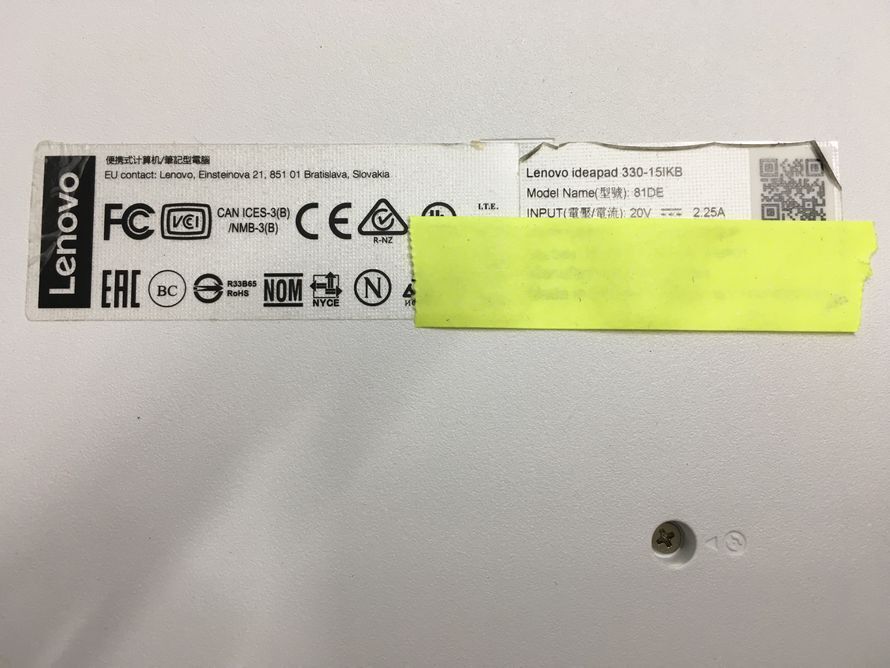 Lenovo
便携式计算机/筆記型電腦
EU contact: Lenovo, Einsteinova 21, 851 01 Bratislava, Slovakia
FC VCI CAN ICES-3(B)
/NMB-3(B)
CE
R-NZ
I.T.E.
EAC BC R33B65
RoHS
NOM
NYCE
N
Lenovo ideapad 330-15IKB
Model Name(型號): 81DE
INPUT(電壓/電流): 20V ⎓ 2.25A